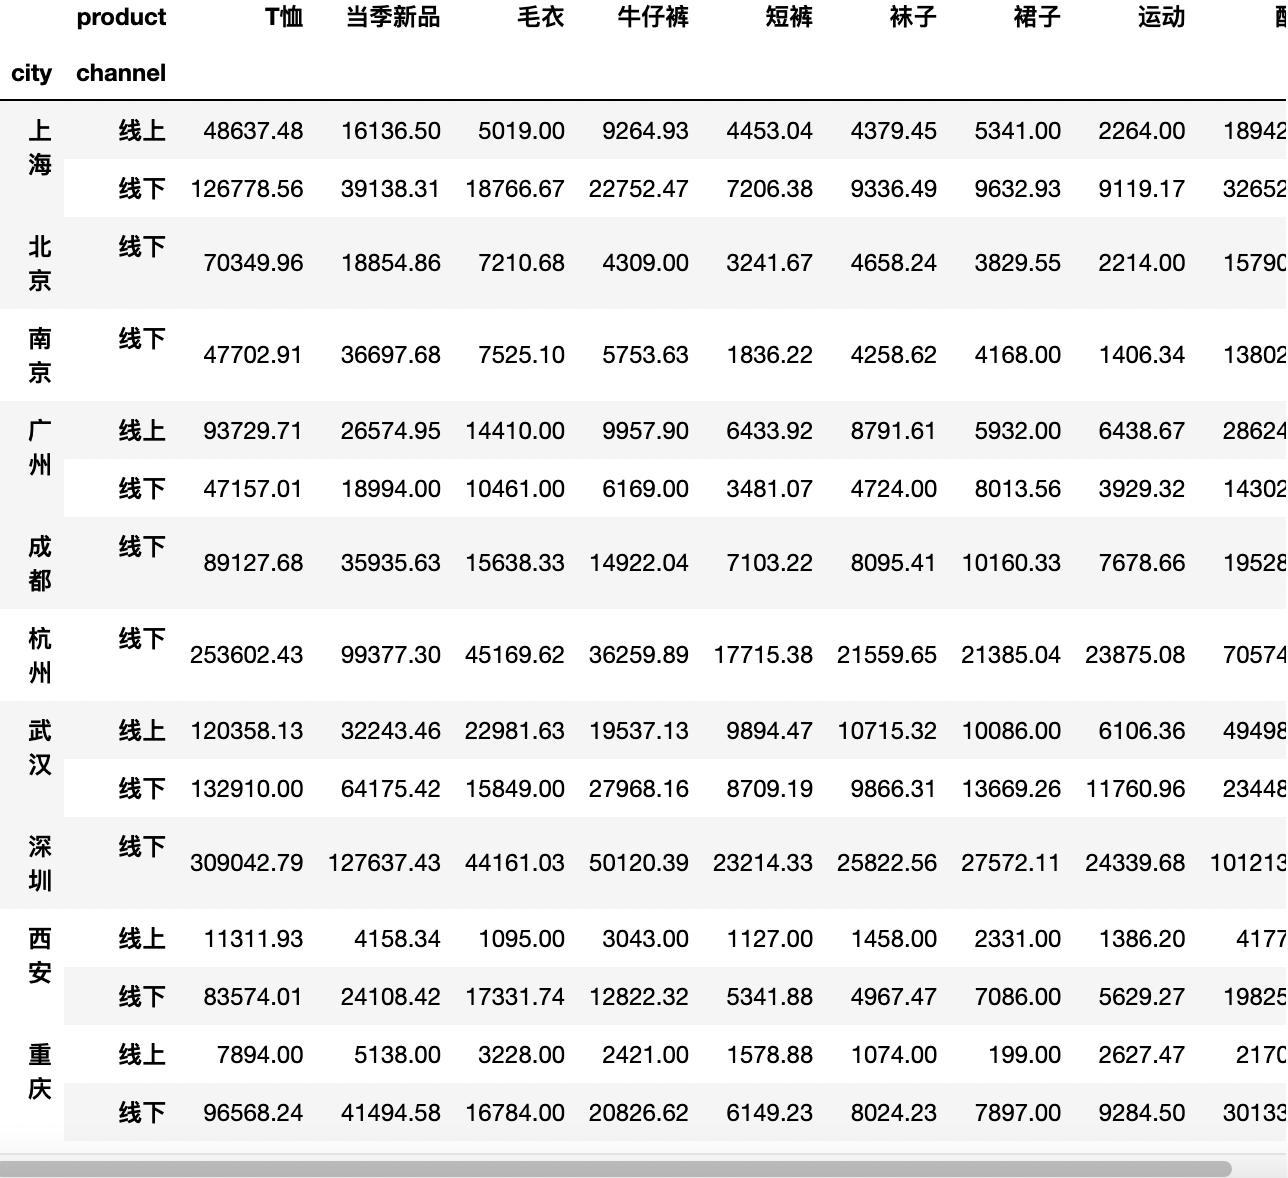 product T恤 当季新品 毛衣 牛仔裤 短裤 袜子 裙子 运动
city channel
上海 线上 48637.48 16136.50 5019.00 9264.93 4453.04 4379.45 5341.00 2264.00 18942
线下 126778.56 39138.31 18766.67 22752.47 7206.38 9336.49 9632.93 9119.17 32652
北京 线下 70349.96 18854.86 7210.68 4309.00 3241.67 4658.24 3829.55 2214.00 15790
南京 线下 47702.91 36697.68 7525.10 5753.63 1836.22 4258.62 4168.00 1406.34 13802
广州 线上 93729.71 26574.95 14410.00 9957.90 6433.92 8791.61 5932.00 6438.67 28624
线下 47157.01 18994.00 10461.00 6169.00 3481.07 4724.00 8013.56 3929.32 14302
成都 线下 89127.68 35935.63 15638.33 14922.04 7103.22 8095.41 10160.33 7678.66 19528
杭州 线下 253602.43 99377.30 45169.62 36259.89 17715.38 21559.65 21385.04 23875.08 70574
武汉 线上 120358.13 32243.46 22981.63 19537.13 9894.47 10715.32 10086.00 6106.36 49498
线下 132910.00 64175.42 15849.00 27968.16 8709.19 9866.31 13669.26 11760.96 23448
深圳 线下 309042.79 127637.43 44161.03 50120.39 23214.33 25822.56 27572.11 24339.68 101213
西安 线上 11311.93 4158.34 1095.00 3043.00 1127.00 1458.00 2331.00 1386.20 4177
线下 83574.01 24108.42 17331.74 12822.32 5341.88 4967.47 7086.00 5629.27 19825
重庆 线上 7894.00 5138.00 3228.00 2421.00 1578.88 1074.00 199.00 2627.47 2170
线下 96568.24 41494.58 16784.00 20826.62 6149.23 8024.23 7897.00 9284.50 30133